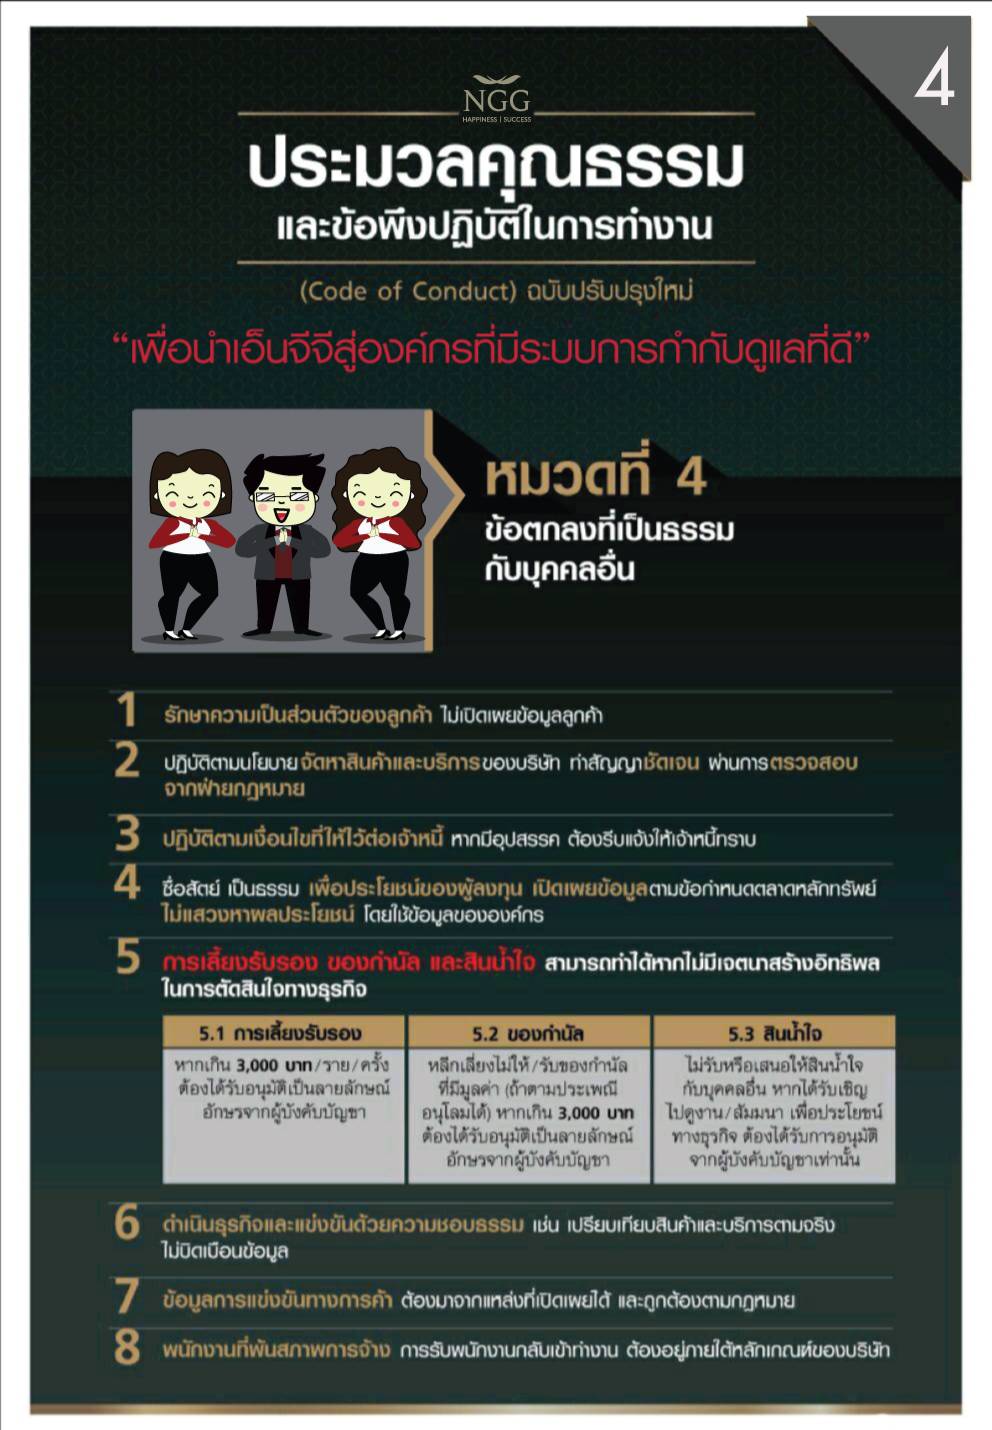 4
NGG
HAPPINESS | SUCCESS
ประมวลคุณธรรม
และข้อพึงปฏิบัติในการทำงาน
(Code of Conduct) ฉบับปรับปรุงใหม่
“เพื่อนำเอ็นจีจีสู่องค์กรที่มีระบบการกำกับดูแลที่ดี”
หมวดที่ 4
ข้อตกลงที่เป็นธรรม
กับบุคคลอื่น
1 รักษาความเป็นส่วนตัวของลูกค้า ไม่เปิดเผยข้อมูลลูกค้า
2 ปฏิบัติตามนโยบายจัดหาสินค้าและบริการของบริษัท ทำสัญญาชัดเจน ผ่านการตรวจสอบ
จากฝ่ายกฎหมาย
3 ปฏิบัติตามเงื่อนไขที่ให้ไว้ต่อเจ้าหนี้ หากมีอุปสรรค ต้องรีบแจ้งให้เจ้าหนี้ทราบ
4 ซื่อสัตย์ เป็นธรรม เพื่อประโยชน์ของผู้ลงทุน เปิดเผยข้อมูลตามข้อกำหนดตลาดหลักทรัพย์
ไม่แสวงหาผลประโยชน์ โดยใช้ข้อมูลขององค์กร
5 การเลี้ยงรับรอง ของกำนัล และสินน้ำใจ สามารถทำได้หากไม่มีเจตนาสร้างอิทธิพล
ในการตัดสินใจทางธุรกิจ
5.1 การเลี้ยงรับรอง
หากเกิน 3,000 บาท/ราย/ครั้ง
ต้องได้รับอนุมัติเป็นลายลักษณ์
อักษรจากผู้บังคับบัญชา
5.2 ของกำนัล
หลีกเลี่ยงไม่ให้/รับของกำนัล
ที่มีมูลค่า (ถ้าตามประเพณี
อนุโลมได้) หากเกิน 3,000 บาท
ต้องได้รับอนุมัติเป็นลายลักษณ์
อักษรจากผู้บังคับบัญชา
5.3 สินน้ำใจ
ไม่รับหรือเสนอให้สินน้ำใจ
กับบุคคลอื่น หากได้รับเชิญ
ไปดูงาน/สัมมนา เพื่อประโยชน์
ทางธุรกิจ ต้องได้รับการอนุมัติ
จากผู้บังคับบัญชาเท่านั้น
6 ดำเนินธุรกิจและแข่งขันด้วยความชอบธรรม เช่น เปรียบเทียบสินค้าและบริการตามจริง
ไม่บิดเบือนข้อมูล
7 ข้อมูลการแข่งขันทางการค้า ต้องมาจากแหล่งที่เปิดเผยได้ และถูกต้องตามกฎหมาย
8 พนักงานที่พ้นสภาพการจ้าง การรับพนักงานกลับเข้าทำงาน ต้องอยู่ภายใต้หลักเกณฑ์ของบริษัท